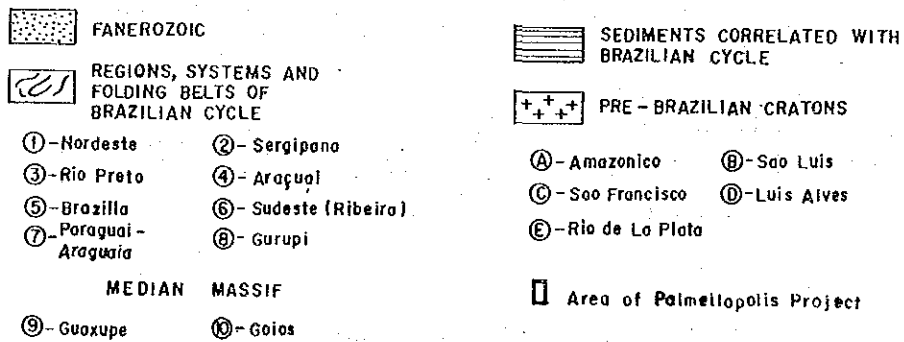 FANEROZOIC
REGIONS, SYSTEMS AND
FOLDING BELTS OF
BRAZILIAN CYCLE
①-Nordeste ②-Sergipano
③-Rio Preto ④-Araçuai
⑤-Brazilia ⑥-Sudeste (Ribeira)
⑦-Paraguai-
Araguaia ⑧-Gurupi
MEDIAN MASSIF
⑨-Guaxupe ⑩-Goias
SEDIMENTS CORRELATED WITH
BRAZILIAN CYCLE
PRE-BRAZILIAN CRATONS
Ⓐ-Amazonico Ⓑ-Sao Luis
Ⓒ-Sao Francisco Ⓓ-Luis Alves
Ⓔ-Rio de La Plata
Area of Palmellopolis Project